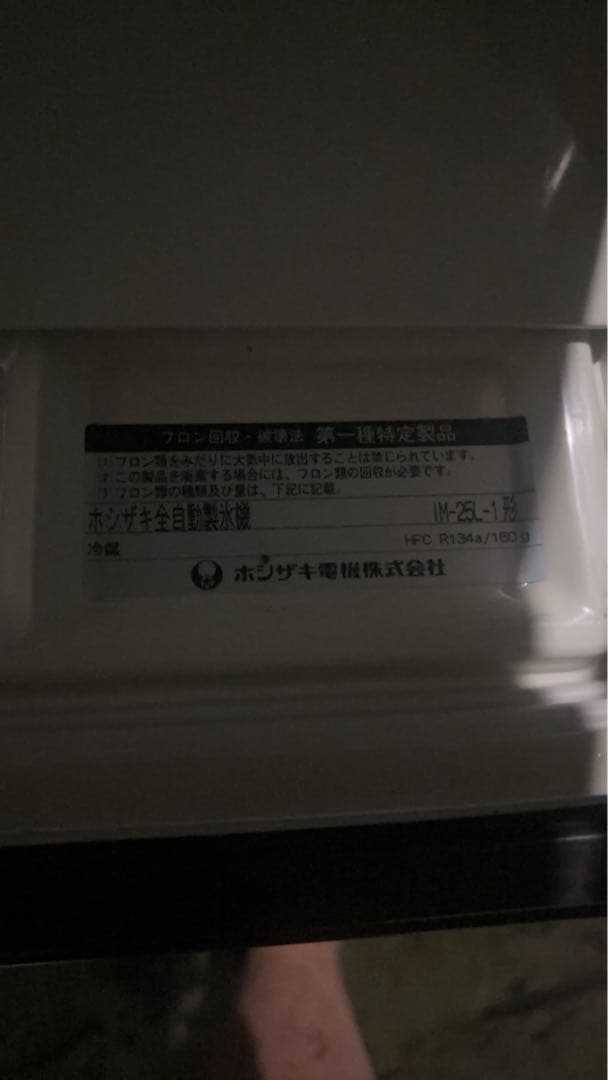 フロン回収・破壊法 第一種特定製品
(1)フロン類をみだりに大気中に放出することは禁じられています。
(2)この製品を廃棄する場合には、フロン類の回収が必要です。
(3)フロン類の種類及び量は、下記に記載。
ホシザキ全自動製氷機 IM-25L-1形
冷媒 HFC R134a/160g
ホシザキ電機株式会社